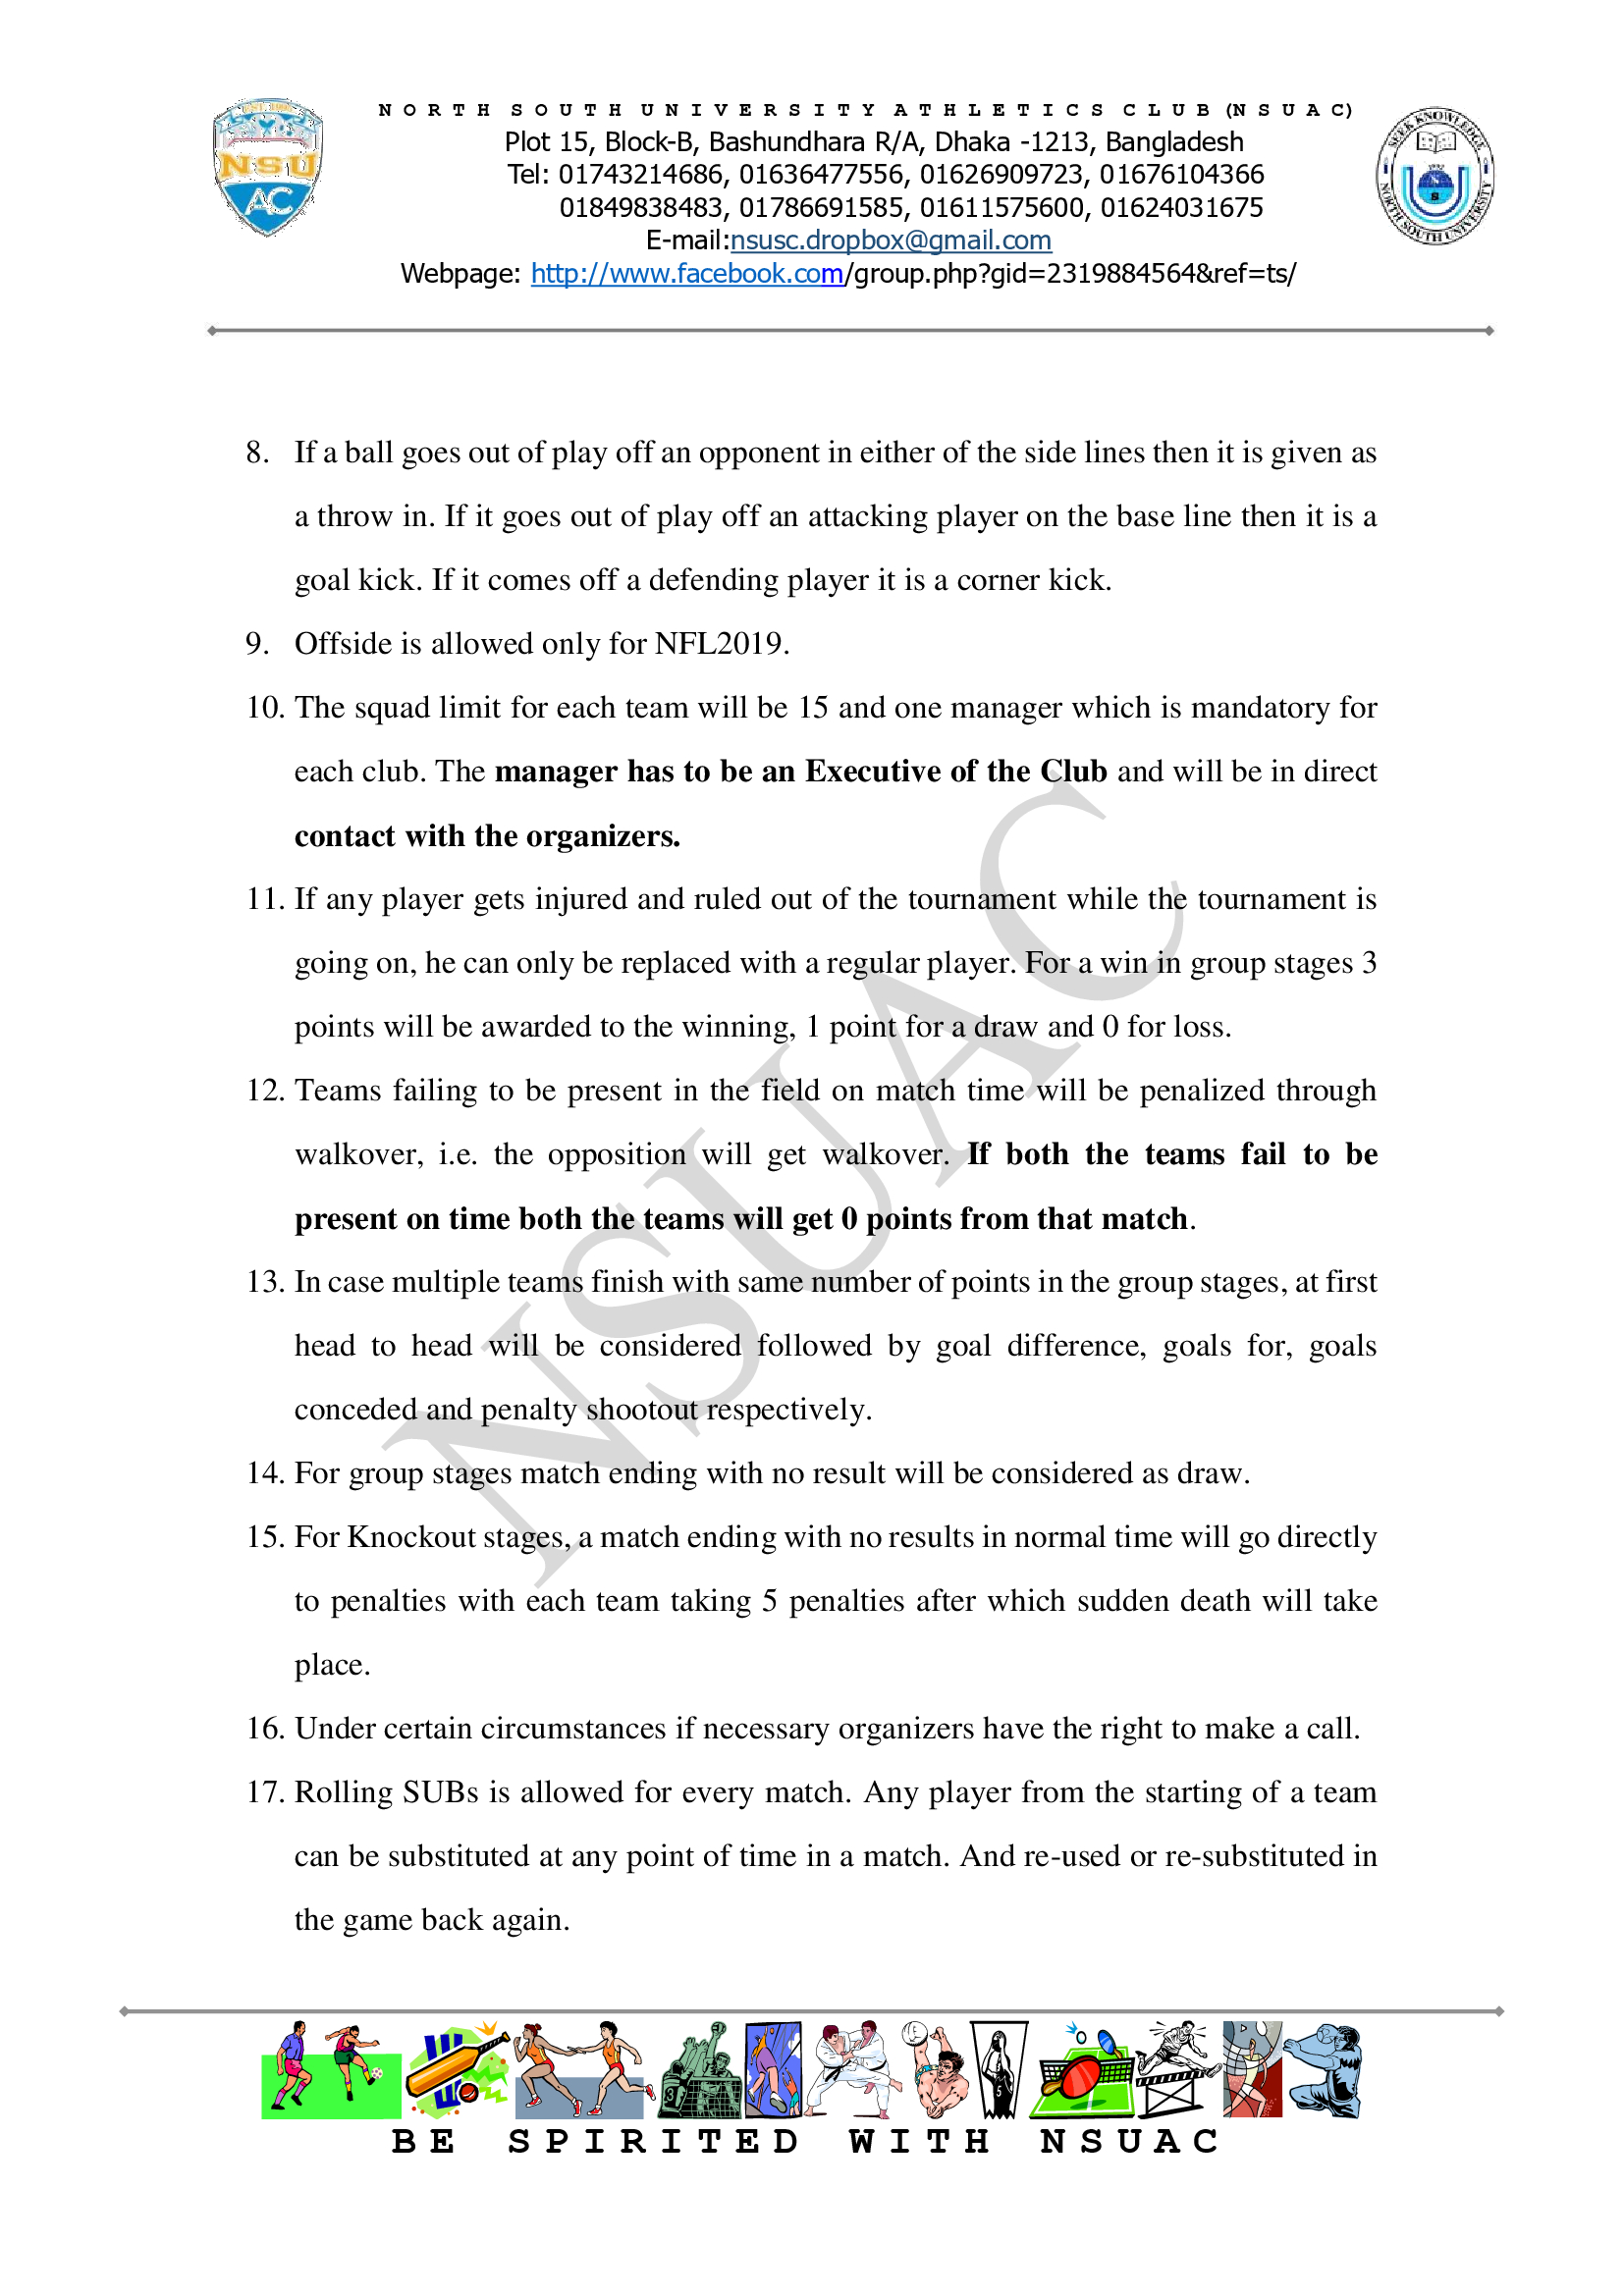 NORTH SOUTH UNIVERSITY ATHLETICS CLUB (NSUAC)
Plot 15, Block-B, Bashundhara R/A, Dhaka -1213, Bangladesh
Tel: 01743214686, 01636477556, 01626909723, 01676104366
01849838483, 01786691585, 01611575600, 01624031675
E-mail:nsusc.dropbox@gmail.com
Webpage: http://www.facebook.com/group.php?gid=2319884564&ref=ts/
NSU
AC
SEEK KNOWLEDGE
NORTH SOUTH UNIVERSITY
8. If a ball goes out of play off an opponent in either of the side lines then it is given as
a throw in. If it goes out of play off an attacking player on the base line then it is a
goal kick. If it comes off a defending player it is a corner kick.
9. Offside is allowed only for NFL2019.
10. The squad limit for each team will be 15 and one manager which is mandatory for
each club. The manager has to be an Executive of the Club and will be in direct
contact with the organizers.
11. If any player gets injured and ruled out of the tournament while the tournament is
going on, he can only be replaced with a regular player. For a win in group stages 3
points will be awarded to the winning, 1 point for a draw and 0 for loss.
12. Teams failing to be present in the field on match time will be penalized through
walkover, i.e. the opposition will get walkover. If both the teams fail to be
present on time both the teams will get 0 points from that match.
13. In case multiple teams finish with same number of points in the group stages, at first
head to head will be considered followed by goal difference, goals for, goals
conceded and penalty shootout respectively.
14. For group stages match ending with no result will be considered as draw.
15. For Knockout stages, a match ending with no results in normal time will go directly
to penalties with each team taking 5 penalties after which sudden death will take
place.
16. Under certain circumstances if necessary organizers have the right to make a call.
17. Rolling SUBs is allowed for every match. Any player from the starting of a team
can be substituted at any point of time in a match. And re-used or re-substituted in
the game back again.
NSUAC
BE SPIRITED WITH NSUAC